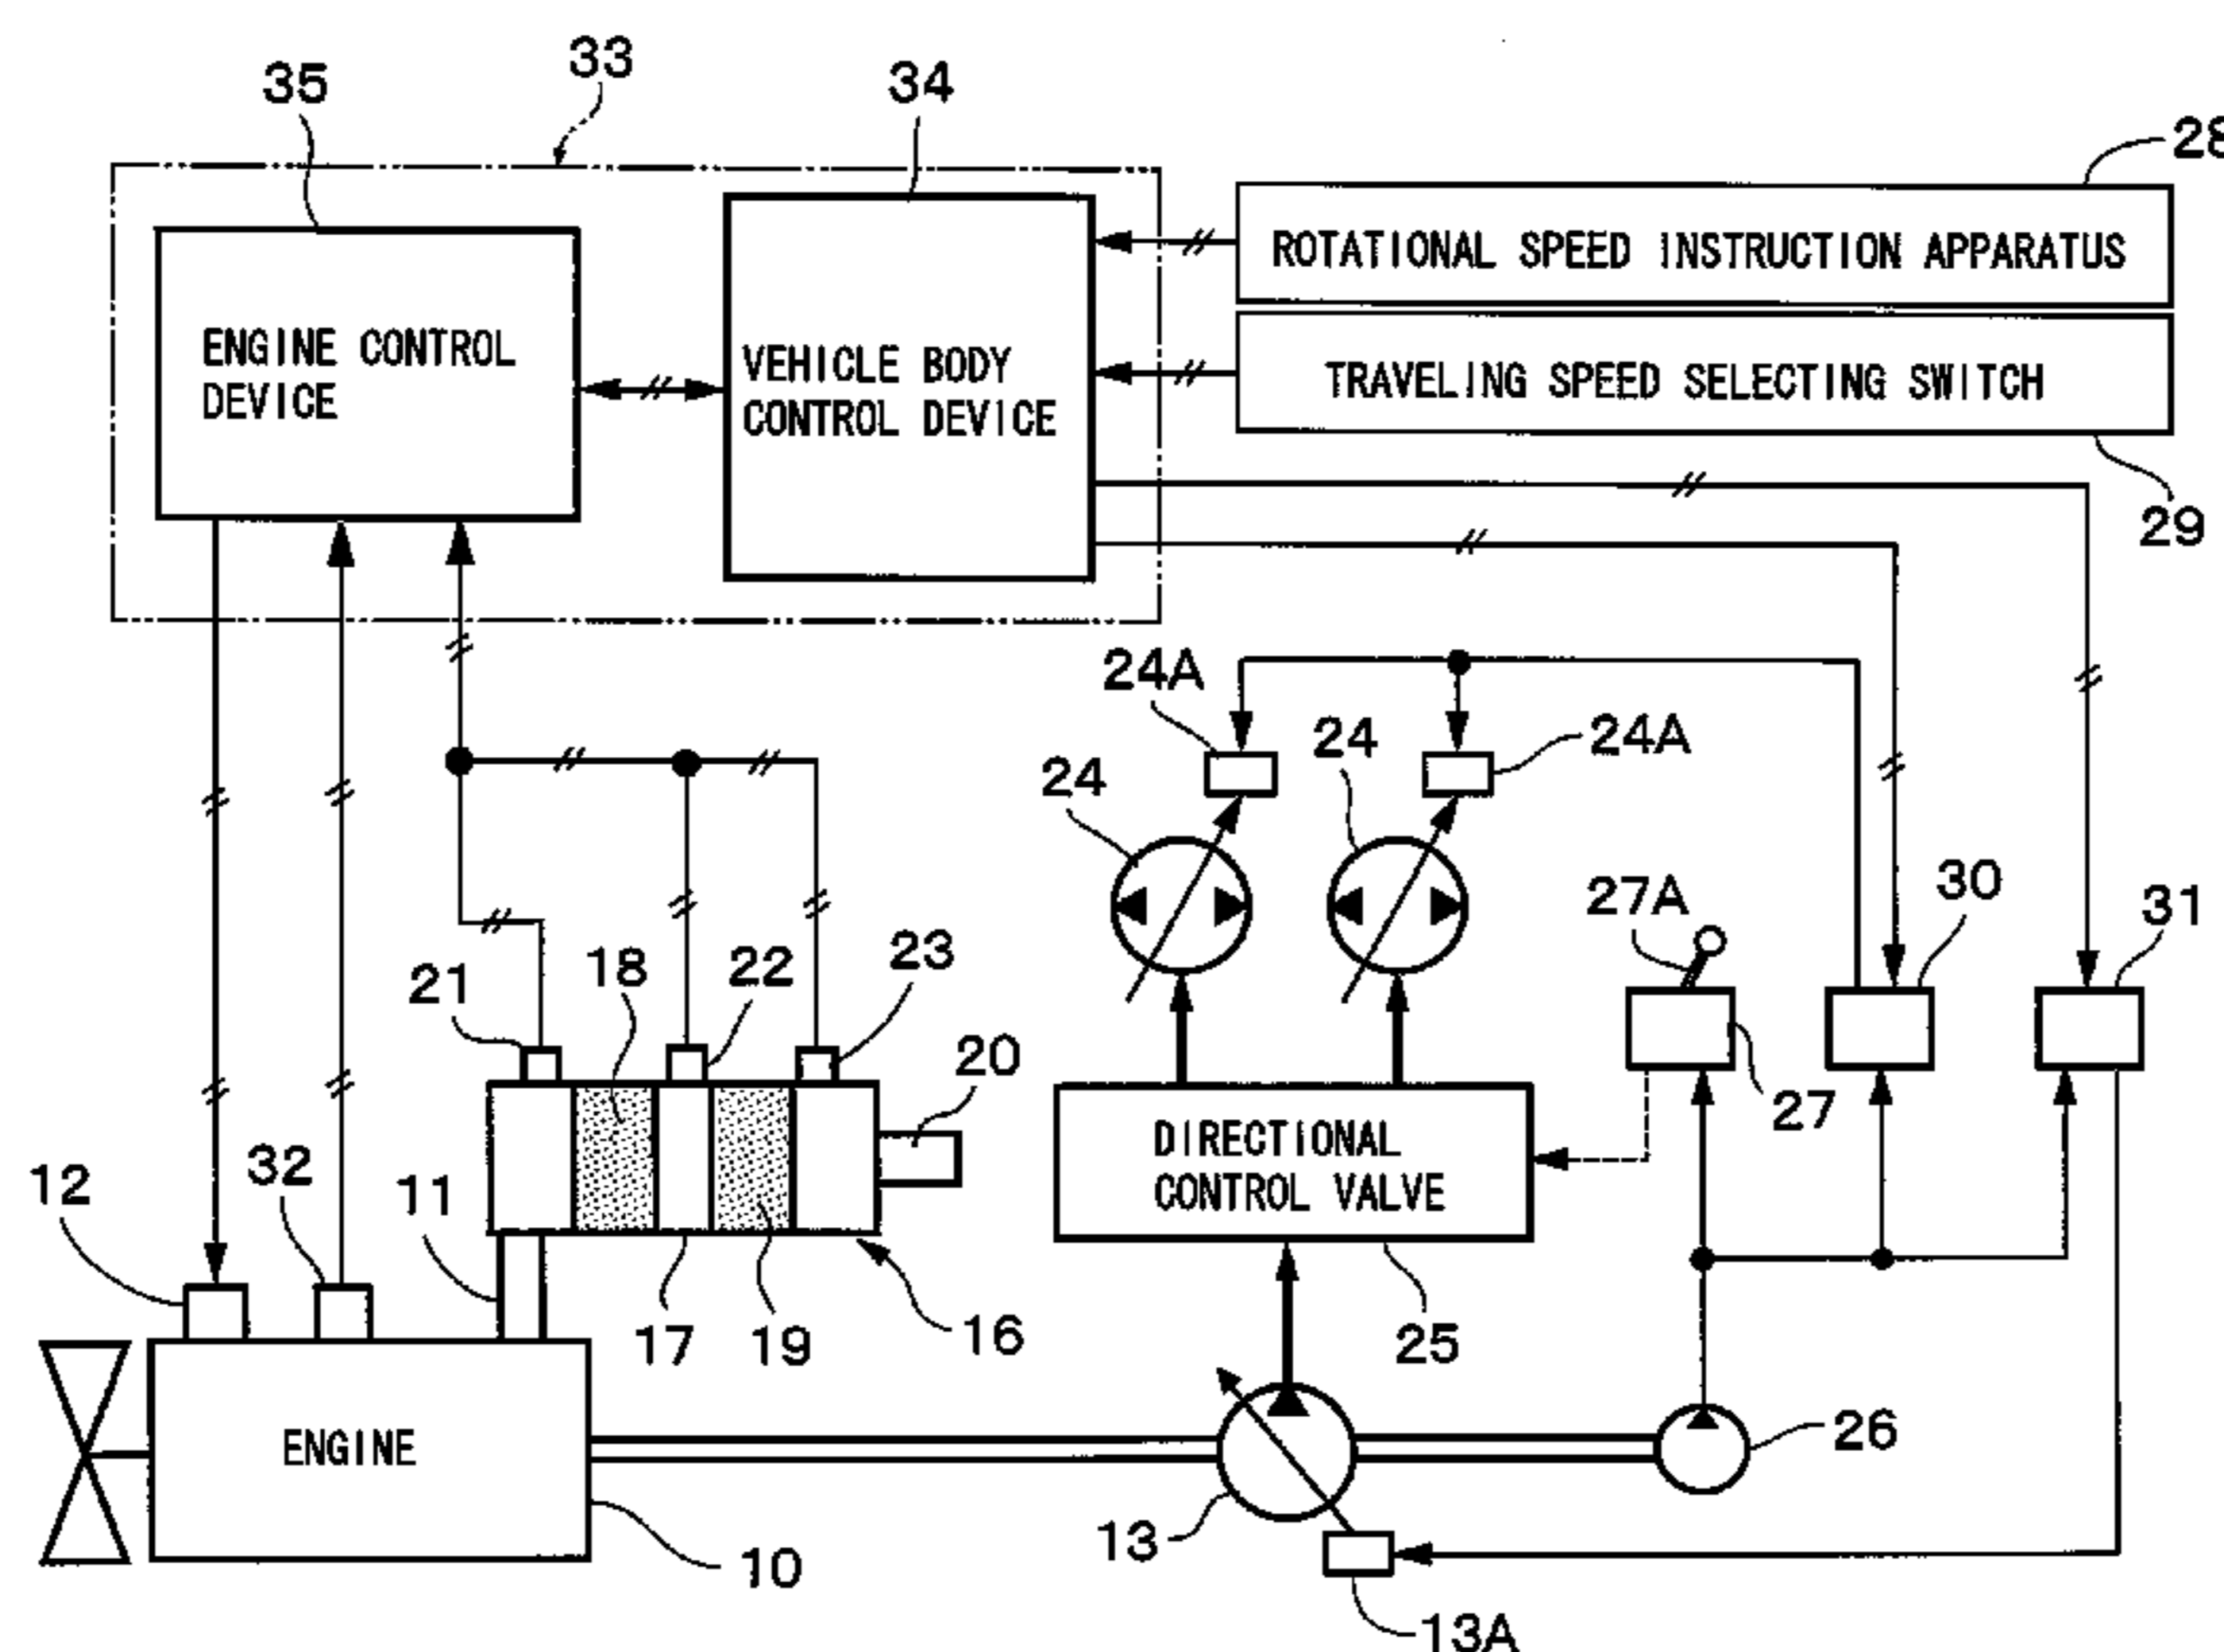 33
35
34
28
ROTATIONAL SPEED INSTRUCTION APPARATUS
ENGINE CONTROL
DEVICE
VEHICLE BODY
CONTROL DEVICE
TRAVELING SPEED SELECTING SWITCH
29
24A
24
24A
24
27A
30
31
21
18
22
23
20
27
12
32
11
DIRECTIONAL
CONTROL VALVE
17
19
16
25
ENGINE
26
13
10
13A